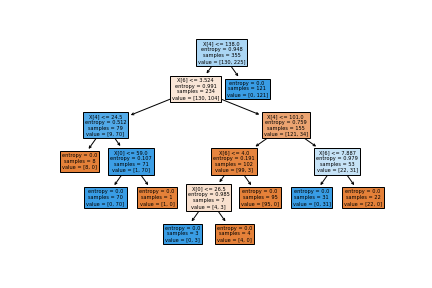 X[4] <= 138.0
entropy = 0.948
samples = 355
value = [130, 225]
X[6] <= 3.524
entropy = 0.991
samples = 234
value = [130, 104]
entropy = 0.0
samples = 121
value = [0, 121]
X[4] <= 24.5
entropy = 0.512
samples = 79
value = [9, 70]
X[4] <= 101.0
entropy = 0.759
samples = 155
value = [121, 34]
entropy = 0.0
samples = 8
value = [8, 0]
X[0] <= 59.0
entropy = 0.107
samples = 71
value = [1, 70]
X[6] <= 4.0
entropy = 0.191
samples = 102
value = [99, 3]
X[6] <= 7.887
entropy = 0.979
samples = 53
value = [22, 31]
entropy = 0.0
samples = 70
value = [0, 70]
entropy = 0.0
samples = 1
value = [1, 0]
X[0] <= 26.5
entropy = 0.985
samples = 7
value = [4, 3]
entropy = 0.0
samples = 95
value = [95, 0]
entropy = 0.0
samples = 31
value = [0, 31]
entropy = 0.0
samples = 22
value = [22, 0]
entropy = 0.0
samples = 3
value = [0, 3]
entropy = 0.0
samples = 4
value = [4, 0]